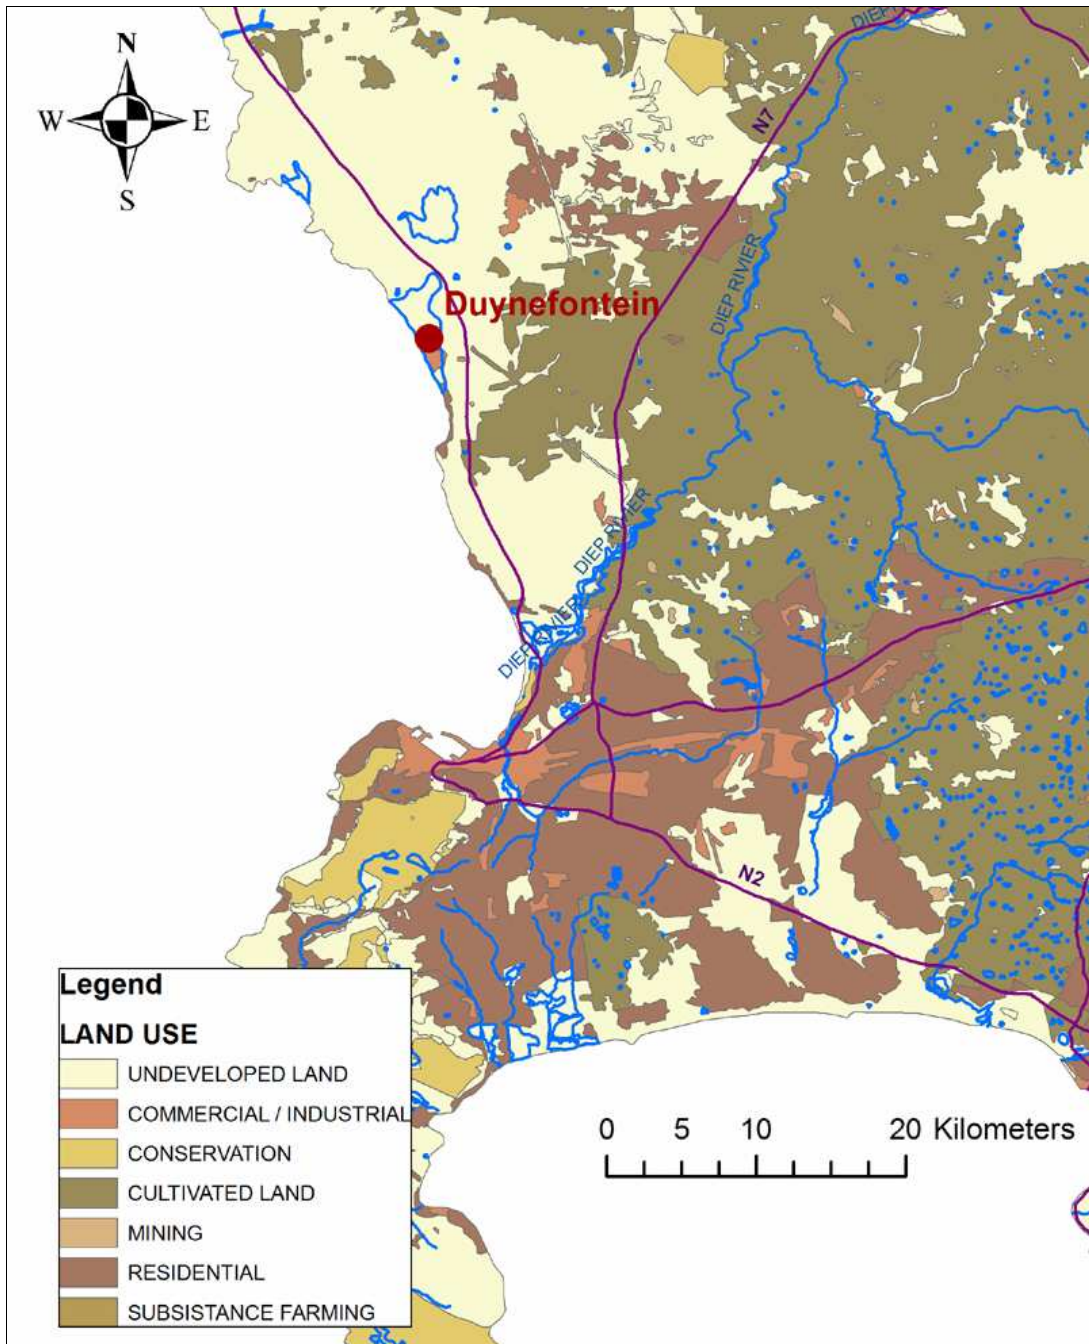 DIEP
N
W E
S
N7
DIEP RIVIER
Duynefontein
DIEP RIVIER
DIEP RIVIER
N2
Legend
LAND USE
UNDEVELOPED LAND
COMMERCIAL / INDUSTRIAL
CONSERVATION
CULTIVATED LAND
MINING
RESIDENTIAL
SUBSISTANCE FARMING
0 5 10 20 Kilometers